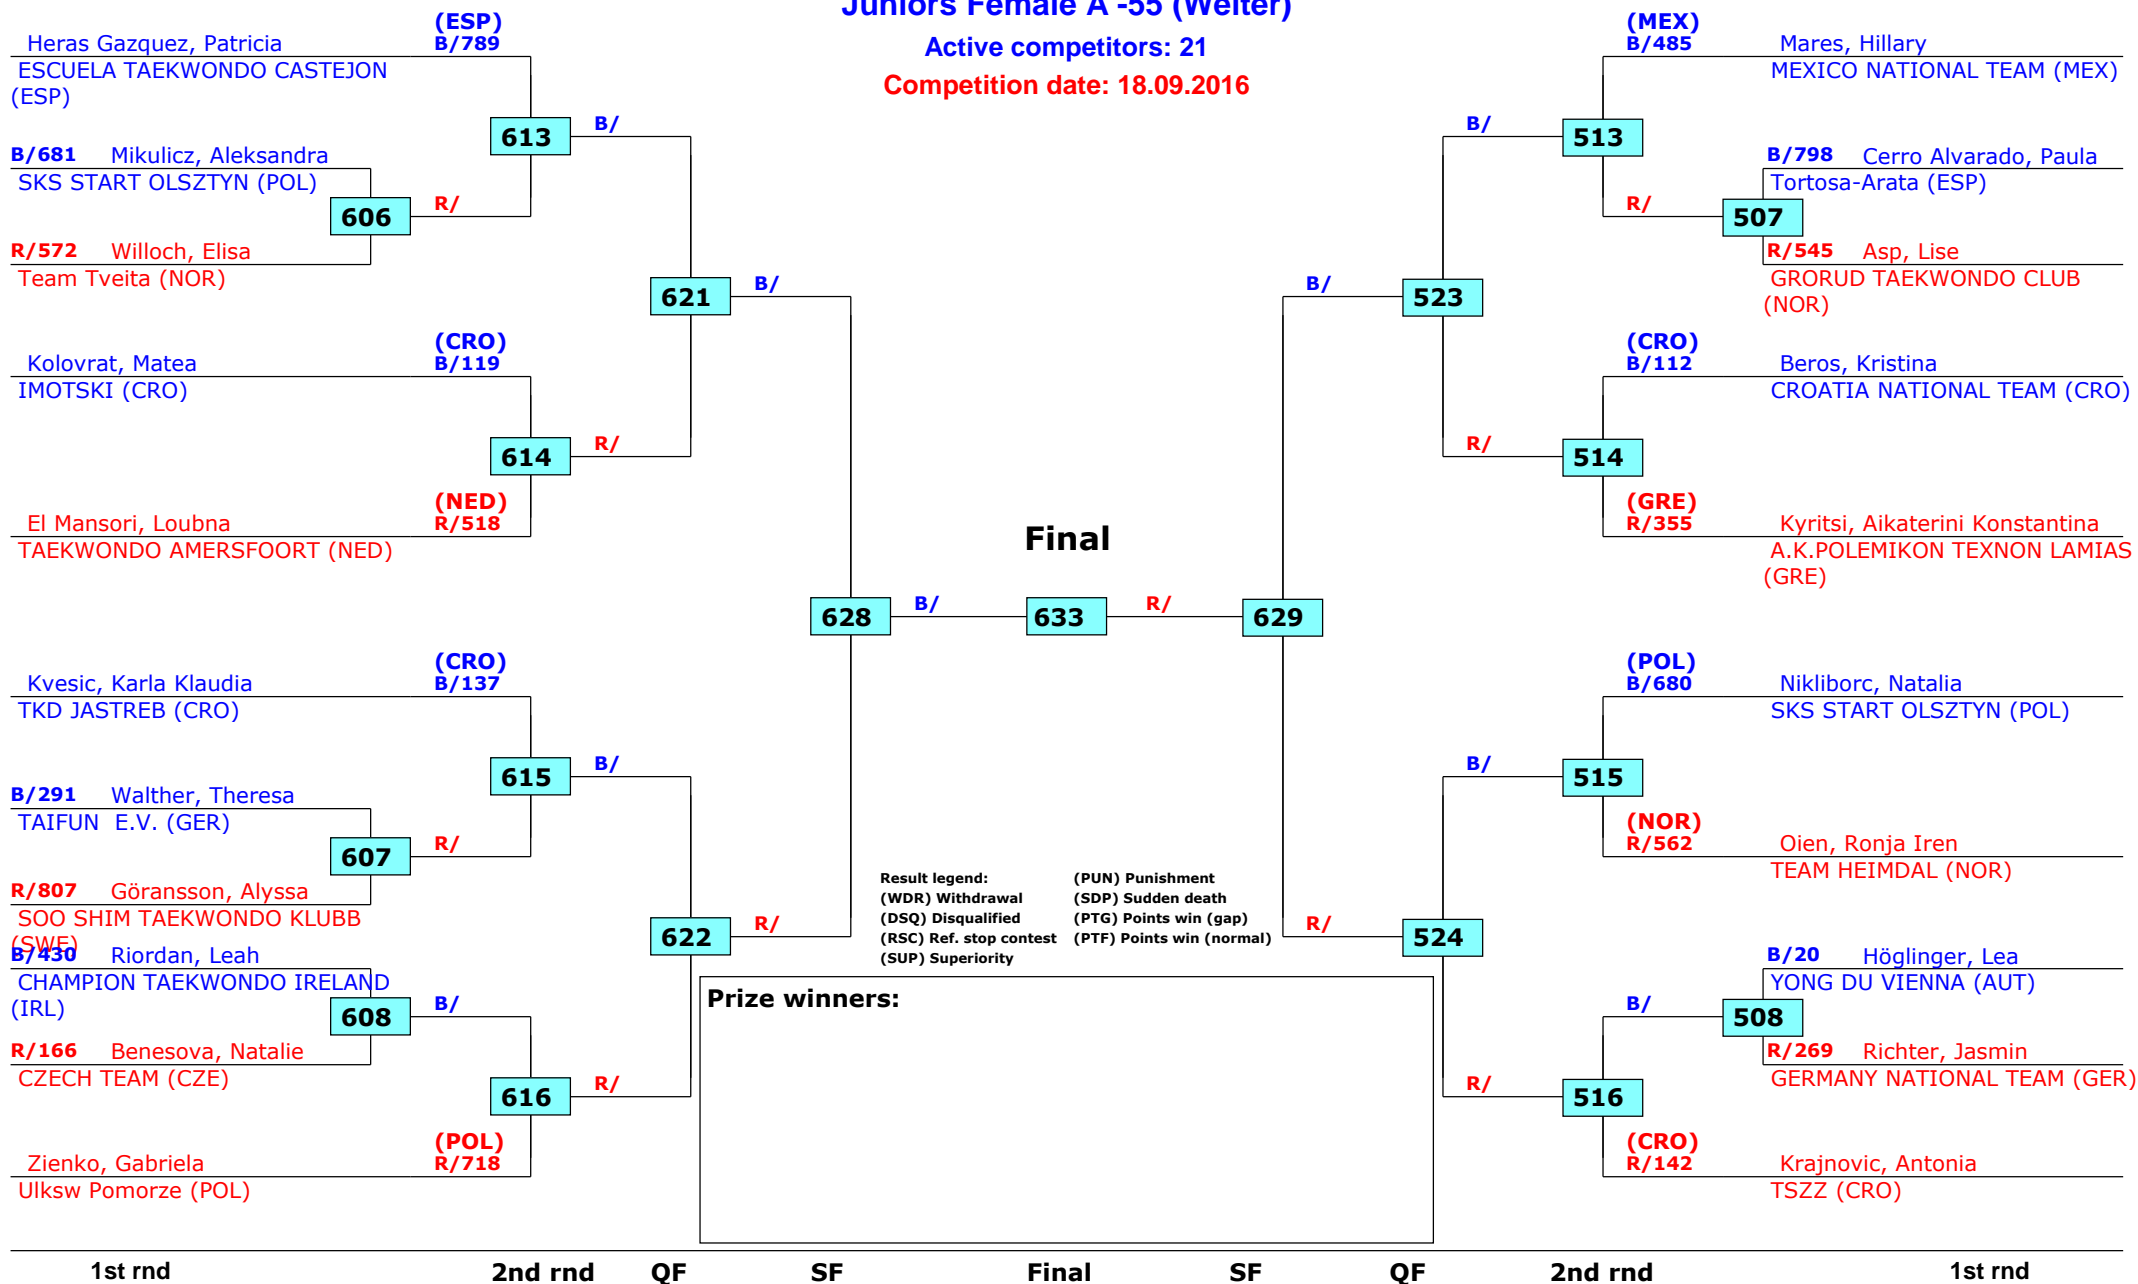 Juniors Female A -55 (Welter)
Active competitors: 21
Competition date: 18.09.2016
(ESP)
Heras Gazquez, Patricia B/789
ESCUELA TAEKWONDO CASTEJON
(ESP)
613
B/
B/681 Mikulicz, Aleksandra
SKS START OLSZTYN (POL)
606
R/
R/572 Willoch, Elisa
Team Tveita (NOR)
621
B/
(CRO)
Kolovrat, Matea B/119
IMOTSKI (CRO)
614
R/
(NED)
El Mansori, Loubna R/518
TAEKWONDO AMERSFOORT (NED)
628
B/
(CRO)
Kvesic, Karla Klaudia B/137
TKD JASTREB (CRO)
615
B/
B/291 Walther, Theresa
TAIFUN  E.V. (GER)
607
R/
R/807 Göransson, Alyssa
SOO SHIM TAEKWONDO KLUBB
(SWE)
622
R/
B/430 Riordan, Leah
CHAMPION TAEKWONDO IRELAND
(IRL)
608
B/
R/166 Benesova, Natalie
CZECH TEAM (CZE)
616
R/
(POL)
Zienko, Gabriela R/718
Ulksw Pomorze (POL)
Final
633
R/
(MEX)
B/485 Mares, Hillary
MEXICO NATIONAL TEAM (MEX)
B/
513
B/798 Cerro Alvarado, Paula
Tortosa-Arata (ESP)
R/
507
R/545 Asp, Lise
GRORUD TAEKWONDO CLUB
(NOR)
B/
523
(CRO)
B/112 Beros, Kristina
CROATIA NATIONAL TEAM (CRO)
R/
514
(GRE)
R/355 Kyritsi, Aikaterini Konstantina
A.K.POLEMIKON TEXNON LAMIAS
(GRE)
629
(POL)
B/680 Nikliborc, Natalia
SKS START OLSZTYN (POL)
B/
515
(NOR)
R/562 Oien, Ronja Iren
TEAM HEIMDAL (NOR)
R/
524
B/20 Höglinger, Lea
YONG DU VIENNA (AUT)
B/
508
R/269 Richter, Jasmin
GERMANY NATIONAL TEAM (GER)
R/
516
(CRO)
R/142 Krajnovic, Antonia
TSZZ (CRO)
Result legend: (PUN) Punishment
(WDR) Withdrawal (SDP) Sudden death
(DSQ) Disqualified (PTG) Points win (gap)
(RSC) Ref. stop contest (PTF) Points win (normal)
(SUP) Superiority
Prize winners:
1st rnd 2nd rnd QF SF Final SF QF 2nd rnd 1st rnd